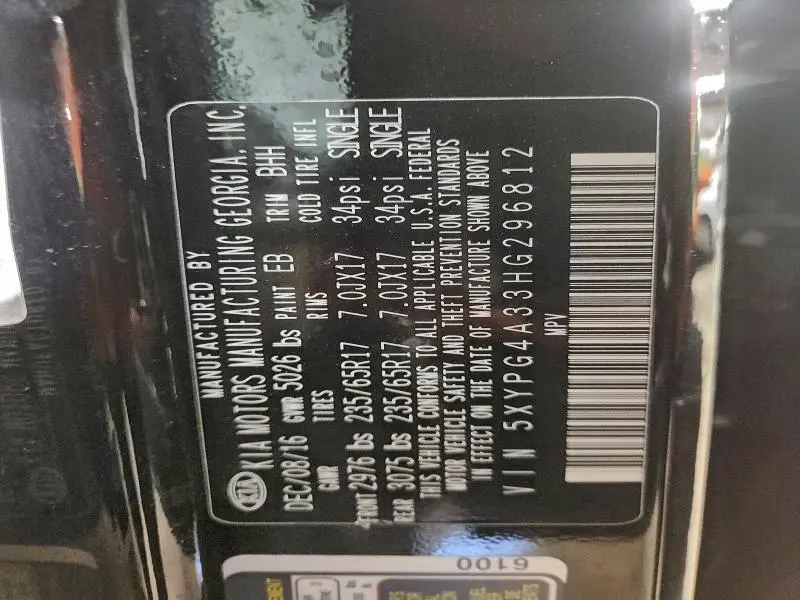 MANUFACTURED BY
KIA KIA MOTORS MANUFACTURING GEORGIA, INC.
DEC/08/16 GVWR 5026 lbs PAINT EB TRIM BHH
GAWR TIRES RIMS COLD TIRE INFL
FRONT 2976 lbs 235/65R17 7.0JX17 34psi SINGLE
REAR 3075 lbs 235/65R17 7.0JX17 34psi SINGLE
THIS VEHICLE CONFORMS TO ALL APPLICABLE U.S.A. FEDERAL
MOTOR VEHICLE SAFETY AND THEFT PREVENTION STANDARDS
IN EFFECT ON THE DATE OF MANUFACTURE SHOWN ABOVE
VIN 5XYPG4A33HG296812
MPV
6100